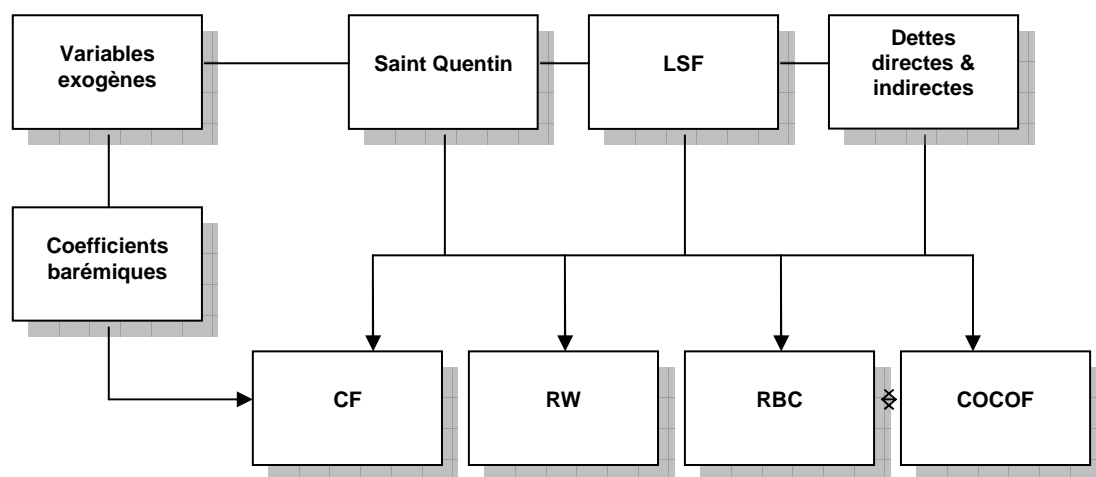 Variables
exogènes
Saint Quentin
LSF
Dettes
directes &
indirectes
Coefficients
barémiques
CF
RW
RBC
COCOF